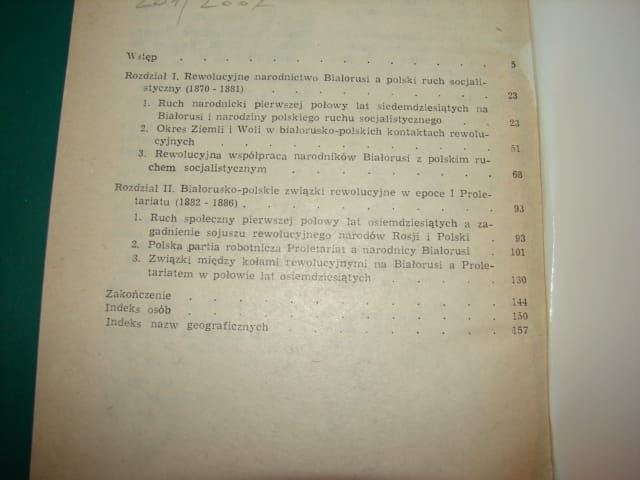 201/2002
Wstęp . . . . . . . . . . . . . 5
Rozdział I. Rewolucyjne narodnictwo Białorusi a polski ruch socjali-
styczny (1870 - 1881) . . . . . . . . . 23
1. Ruch narodnicki pierwszej połowy lat siedemdziesiątych na
Białorusi i narodziny polskiego ruchu socjalistycznego . . 23
2. Okres Ziemli i Woli w białorusko-polskich kontaktach rewolu-
cyjnych . . . . . . . . . . . 51
3. Rewolucyjna współpraca narodników Białorusi z polskim ru-
chem socjalistycznym . . . . . . . . 68
Rozdział II. Białorusko-polskie związki rewolucyjne w epoce I Prole-
tariatu (1882 - 1886) . . . . . . . . . . 93
1. Ruch społeczny pierwszej połowy lat osiemdziesiątych a za-
gadnienie sojuszu rewolucyjnego narodów Rosji i Polski . 93
2. Polska partia robotnicza Proletariat a narodnicy Białorusi . 101
3. Związki między kołami rewolucyjnymi na Białorusi a Prole-
tariatem w połowie lat osiemdziesiątych . . . . . 130
Zakończenie . . . . . . . . . . . . 144
Indeks osób . . . . . . . . . . . . 150
Indeks nazw geograficznych . . . . . . . . 157